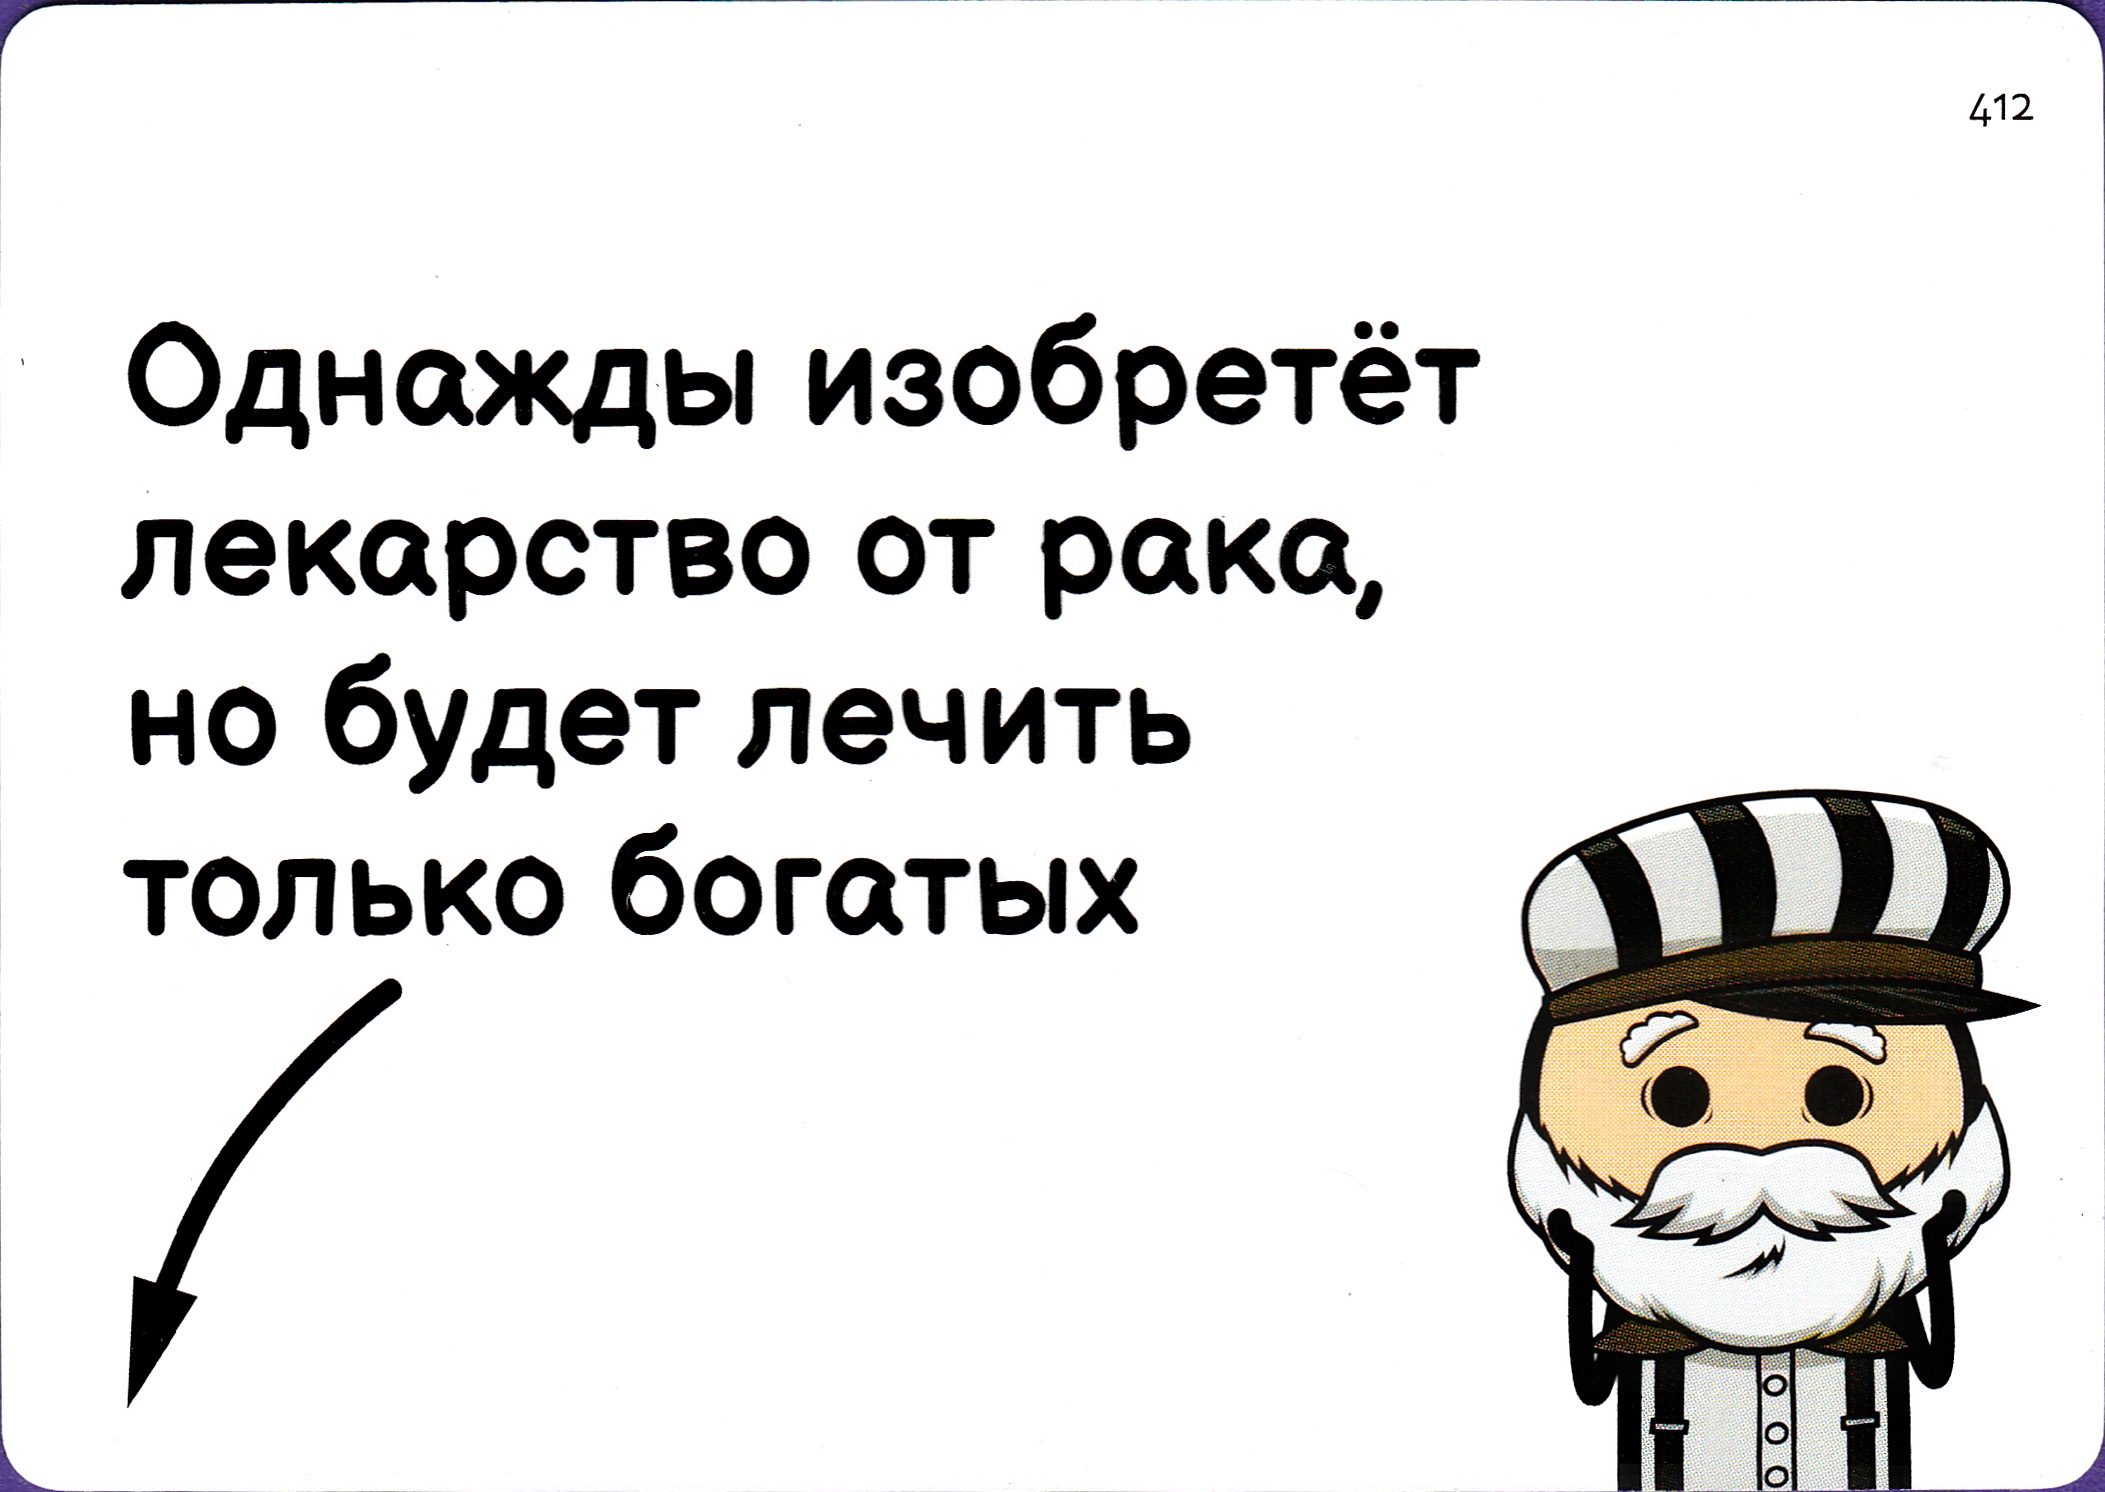 412
Однажды изобретёт
лекарство от рака,
но будет лечить
только богатых